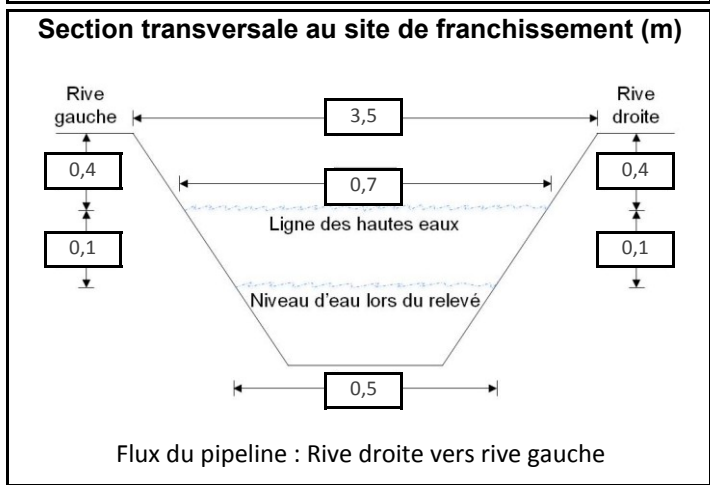 Section transversale au site de franchissement (m)
Rive
gauche
3,5
Rive
droite
0,4
0,7
0,4
Ligne des hautes eaux
0,1
0,1
Niveau d'eau lors du relevé
0,5
Flux du pipeline : Rive droite vers rive gauche